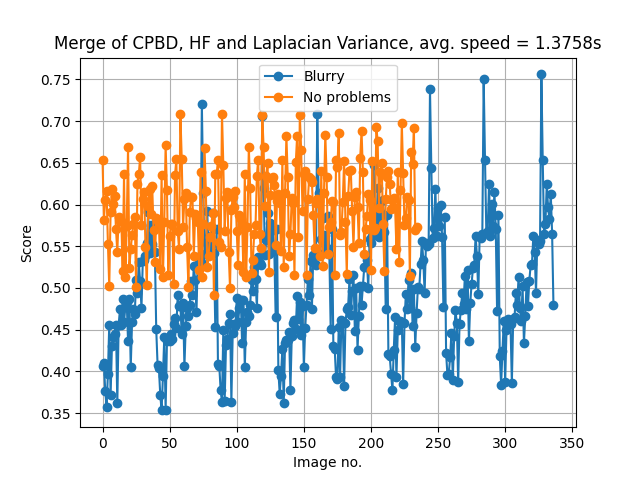 Merge of CPBD, HF and Laplacian Variance, avg. speed = 1.3758s
Blurry
No problems
Score
0.75
0.70
0.65
0.60
0.55
0.50
0.45
0.40
0.35
0 50 100 150 200 250 300 350
Image no.